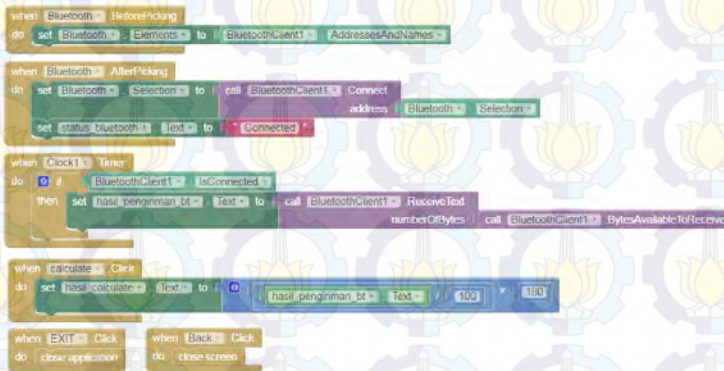 when Bluetooth .BeforePicking
do set Bluetooth . Elements to BluetoothClient1 . AddressesAndNames
when Bluetooth .AfterPicking
do set Bluetooth . Selection to call BluetoothClient1 .Connect
address Bluetooth . Selection
set status_bluetooth . Text to " Connected "
when Clock1 .Timer
do if BluetoothClient1 . IsConnected
then set hasil_pengiriman_bt . Text to call BluetoothClient1 .ReceiveText
numberOfBytes call BluetoothClient1 .BytesAvailableToReceive
when calculate .Click
do set hasil_calculate . Text to hasil_pengiriman_bt . Text / 100 × 180
when EXIT .Click when Back .Click
do close application do close screen